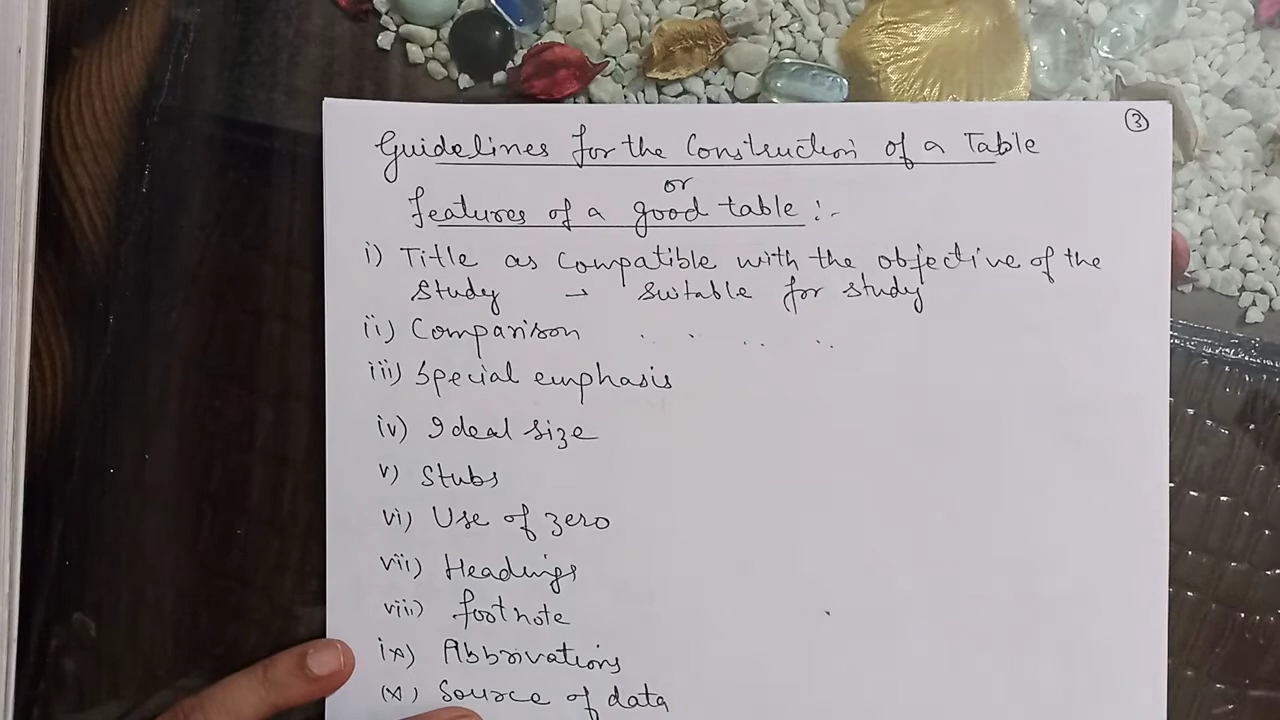 ③
Guidelines for the Construction of a Table
or
features of a good table :-
i) Title as compatible with the objective of the
study → suitable for study
ii) Comparison
iii) Special emphasis
iv) Ideal size
v) Stubs
vi) Use of zero
vii) Headings
viii) footnote
ix) Abbrivations
(x) Source of data